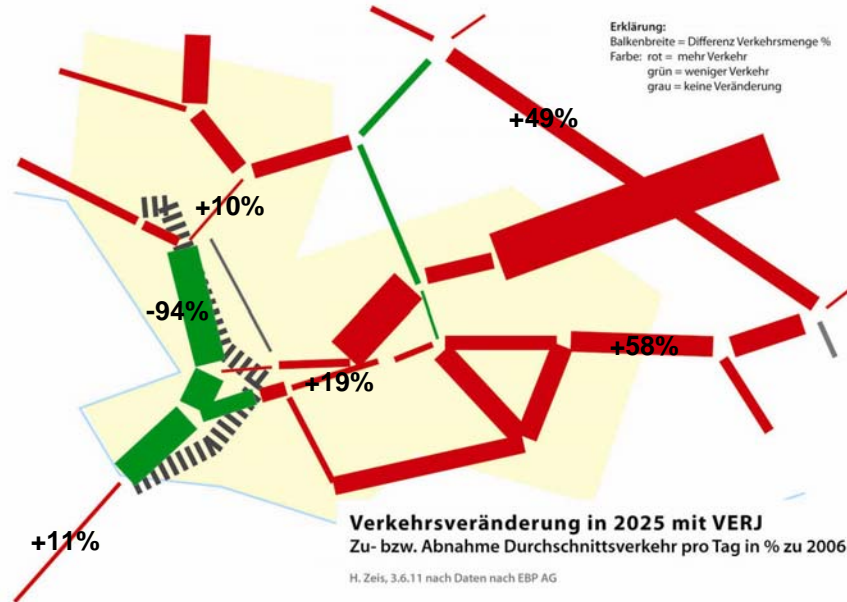 Erklärung:
Balkenbreite = Differenz Verkehrsmenge %
Farbe: rot = mehr Verkehr
grün = weniger Verkehr
grau = keine Veränderung
+49%
+10%
-94%
+58%
+19%
+11%
Verkehrsveränderung in 2025 mit VERJ
Zu- bzw. Abnahme Durchschnittsverkehr pro Tag in % zu 2006
H. Zeis, 3.6.11 nach Daten nach EBP AG